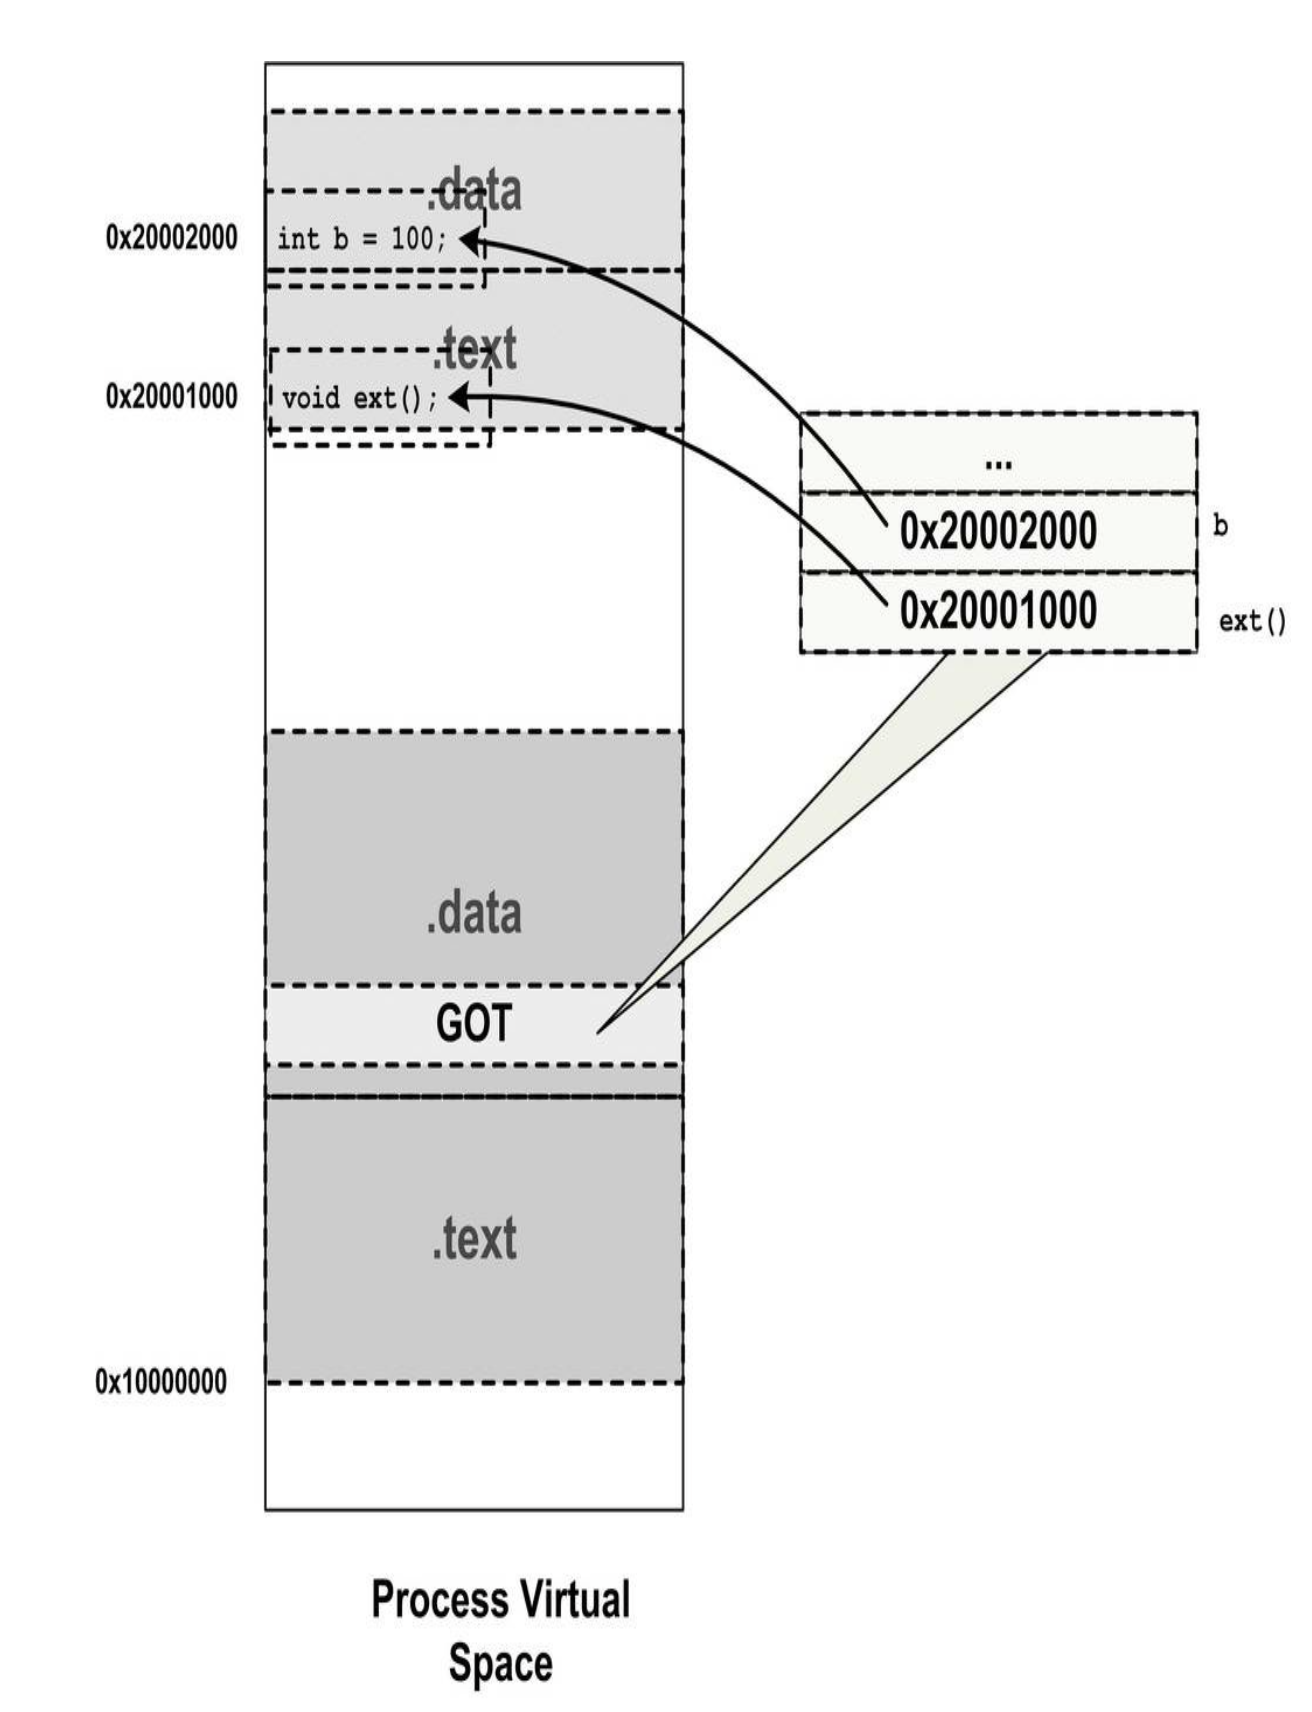 .data
0x20002000
int b = 100;
.text
0x20001000
void ext();
...
0x20002000
b
0x20001000
ext()
.data
GOT
.text
0x10000000
Process Virtual
Space